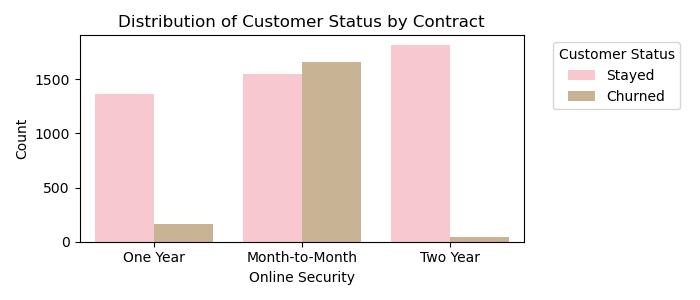 Distribution of Customer Status by Contract
Customer Status
Stayed
Churned
Count
1500
1000
500
0
One Year
Month-to-Month
Two Year
Online Security